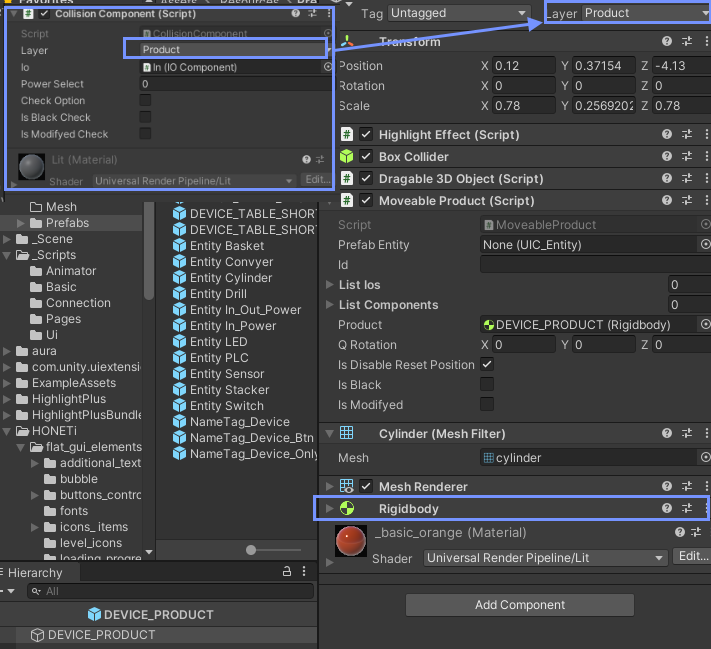 Collision Component (Script)
Script
CollisionComponent
Layer
Product
Io
In (IO Component)
Power Select
0
Check Option
Is Black Check
Is Modifyed Check
Lit (Material)
Shader
Universal Render Pipeline/Lit
Edit...
Mesh
Prefabs
_Scene
_Scripts
Animator
Basic
Connection
Pages
Ui
aura
com.unity.uiextensio
ExampleAssets
HighlightPlus
HighlightPlusBundle
HONETi
flat_gui_elements
additional_text
bubble
buttons_contro
fonts
icons_items
level_icons
loading_progre
DEVICE_TABLE_SHORT
DEVICE_TABLE_SHORT
Entity Basket
Entity Convyer
Entity Cylinder
Entity Drill
Entity In_Out_Power
Entity In_Power
Entity LED
Entity PLC
Entity Sensor
Entity Stacker
Entity Switch
NameTag_Device
NameTag_Device_Btn
NameTag_Device_Only
Hierarchy
All
DEVICE_PRODUCT
DEVICE_PRODUCT
Tag Untagged
Layer Product
Transform
Position X 0.12 Y 0.37154 Z -4.13
Rotation X 0 Y 0 Z 0
Scale X 0.78 Y 0.2569202 Z 0.78
Highlight Effect (Script)
Box Collider
Dragable 3D Object (Script)
Moveable Product (Script)
Script MoveableProduct
Prefab Entity None (UIC_Entity)
Id
List Ios 0
List Components 0
Product DEVICE_PRODUCT (Rigidbody)
Q Rotation X 0 Y 0 Z 0
Is Disable Reset Position
Is Black
Is Modifyed
Cylinder (Mesh Filter)
Mesh cylinder
Mesh Renderer
Rigidbody
_basic_orange (Material)
Shader Universal Render Pipeline/Lit Edit...
Add Component